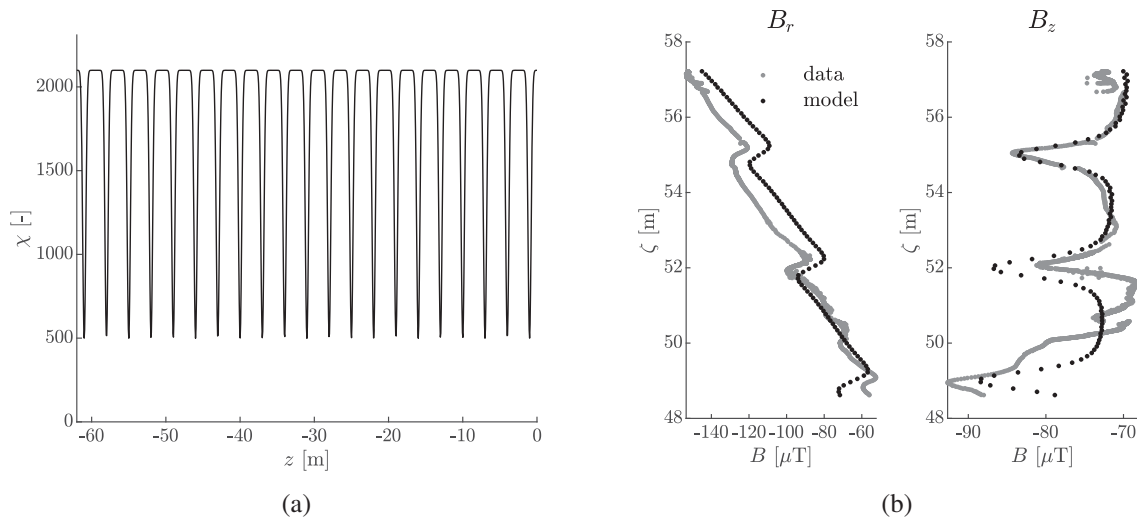 2000
1500
1000
500
0
χ [-]
-60
-50
-40
-30
-20
-10
0
z [m]
(a)
B_r
58
56
54
52
50
48
ζ [m]
data
model
-140
-120
-100
-80
-60
B [μT]
B_z
58
56
54
52
50
48
ζ [m]
-90
-80
-70
B [μT]
(b)